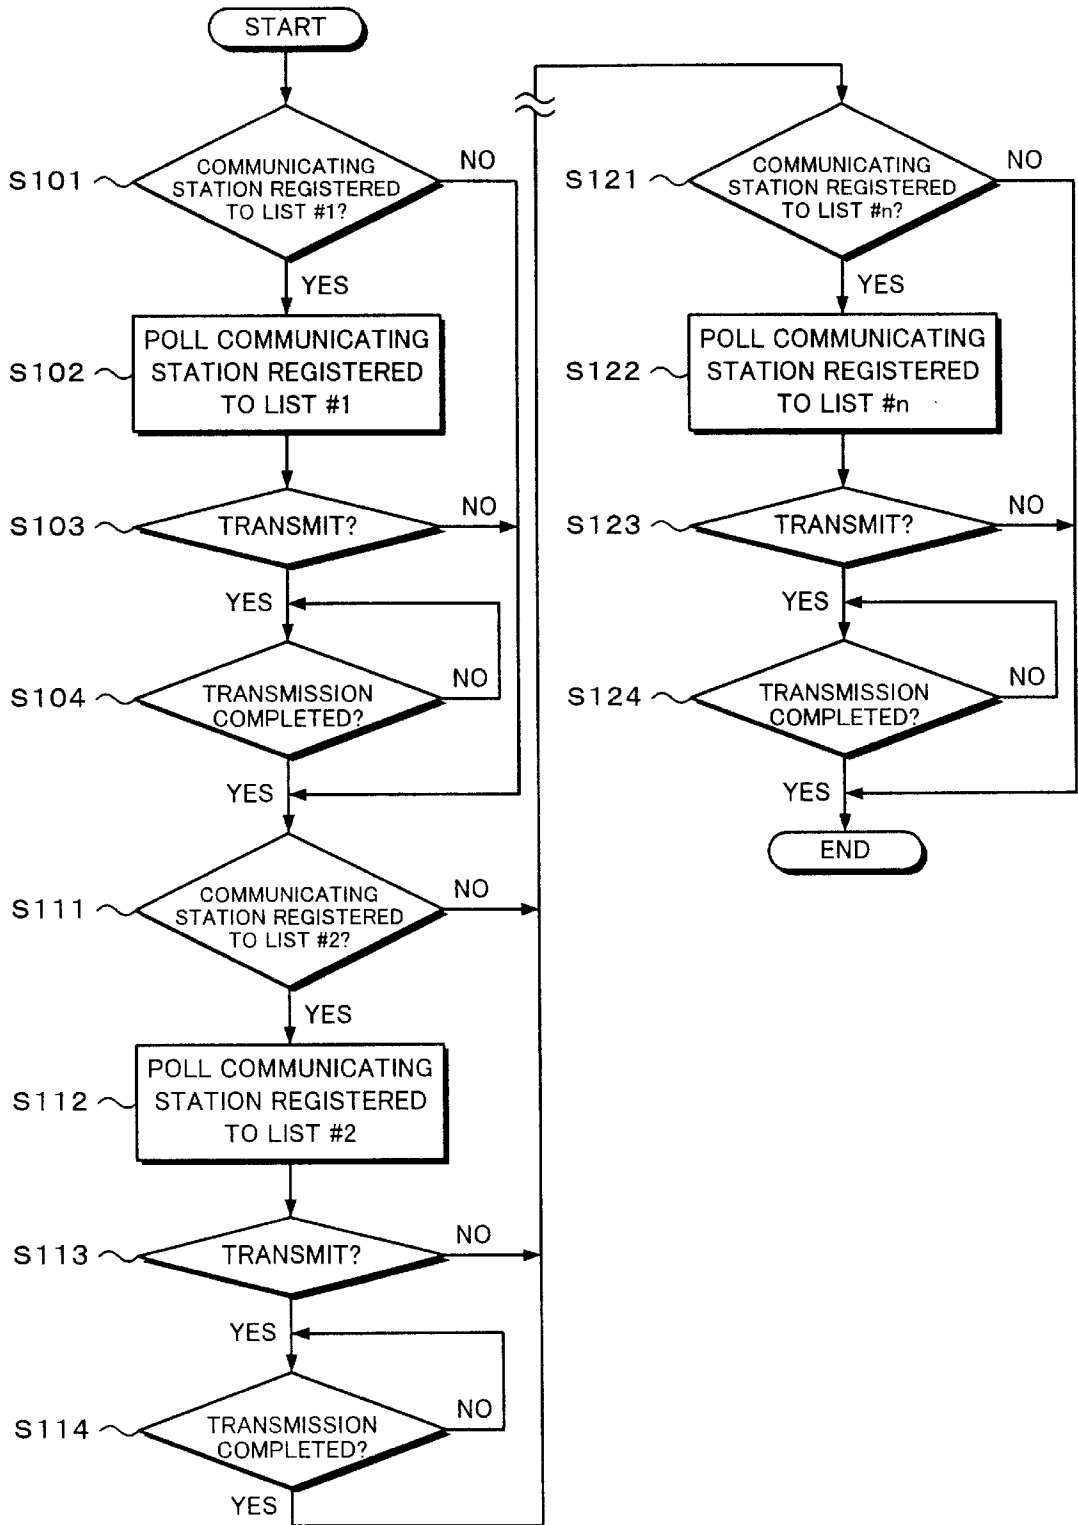 START
S101
COMMUNICATING
STATION REGISTERED
TO LIST #1?
NO
YES
S102
POLL COMMUNICATING
STATION REGISTERED
TO LIST #1
S103
TRANSMIT?
NO
YES
S104
TRANSMISSION
COMPLETED?
NO
YES
S111
COMMUNICATING
STATION REGISTERED
TO LIST #2?
NO
YES
S112
POLL COMMUNICATING
STATION REGISTERED
TO LIST #2
S113
TRANSMIT?
NO
YES
S114
TRANSMISSION
COMPLETED?
NO
YES
S121
COMMUNICATING
STATION REGISTERED
TO LIST #n?
NO
YES
S122
POLL COMMUNICATING
STATION REGISTERED
TO LIST #n
S123
TRANSMIT?
NO
YES
S124
TRANSMISSION
COMPLETED?
NO
YES
END